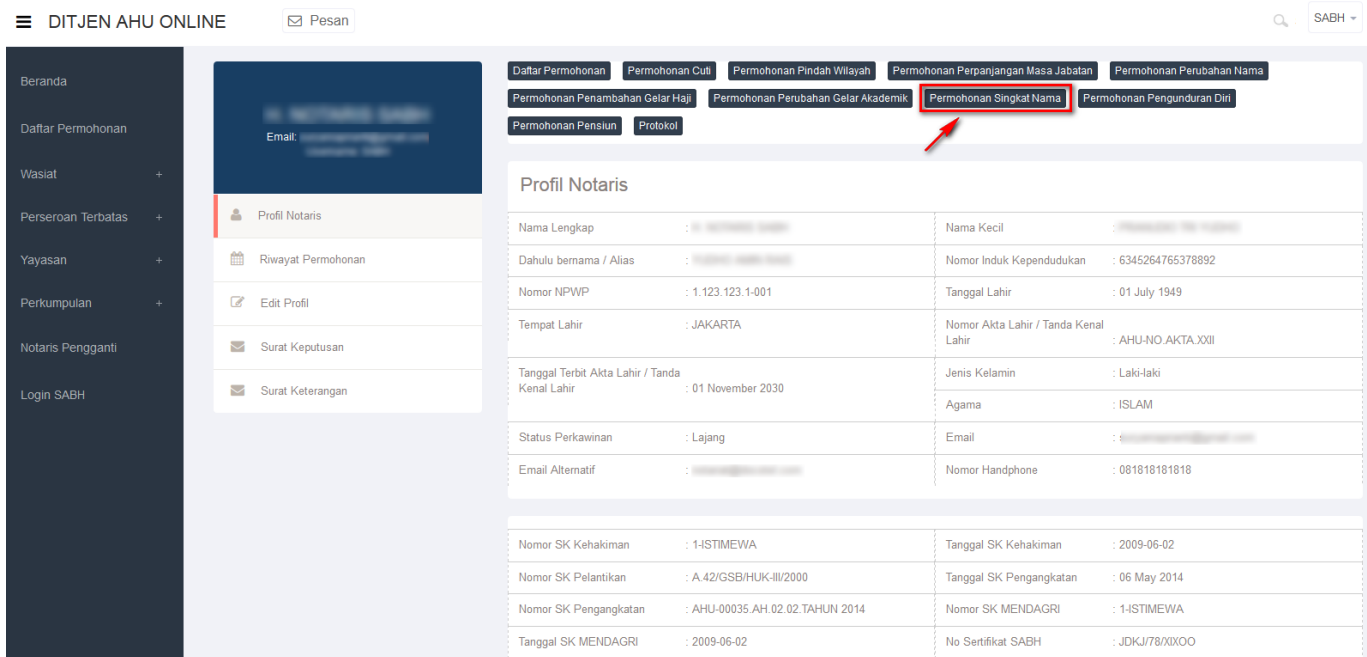 DITJEN AHU ONLINE
Pesan
SABH
Beranda
Daftar Permohonan
Wasiat +
Perseroan Terbatas +
Yayasan +
Perkumpulan +
Notaris Pengganti
Login SABH
Email:
Profil Notaris
Riwayat Permohonan
Edit Profil
Surat Keputusan
Surat Keterangan
Daftar Permohonan Permohonan Cuti Permohonan Pindah Wilayah Permohonan Perpanjangan Masa Jabatan Permohonan Perubahan Nama
Permohonan Penambahan Gelar Haji Permohonan Perubahan Gelar Akademik Permohonan Singkat Nama Permohonan Pengunduran Diri
Permohonan Pensiun Protokol
Profil Notaris
Nama Lengkap : Nama Kecil :
Dahulu bernama / Alias : Nomor Induk Kependudukan : 6345264765378892
Nomor NPWP : 1.123.123.1-001 Tanggal Lahir : 01 July 1949
Tempat Lahir : JAKARTA Nomor Akta Lahir / Tanda Kenal
Lahir : AHU-NO.AKTA.XXII
Tanggal Terbit Akta Lahir / Tanda
Kenal Lahir : 01 November 2030
Jenis Kelamin : Laki-laki
Agama : ISLAM
Status Perkawinan : Lajang Email :
Email Alternatif : Nomor Handphone : 081818181818
Nomor SK Kehakiman : 1-ISTIMEWA Tanggal SK Kehakiman : 2009-06-02
Nomor SK Pelantikan : A.42/GSB/HUK-III/2000 Tanggal SK Pengangkatan : 06 May 2014
Nomor SK Pengangkatan : AHU-00035.AH.02.02.TAHUN 2014 Nomor SK MENDAGRI : 1-ISTIMEWA
Tanggal SK MENDAGRI : 2009-06-02 No Sertifikat SABH : JDKJ/78/XIXOO